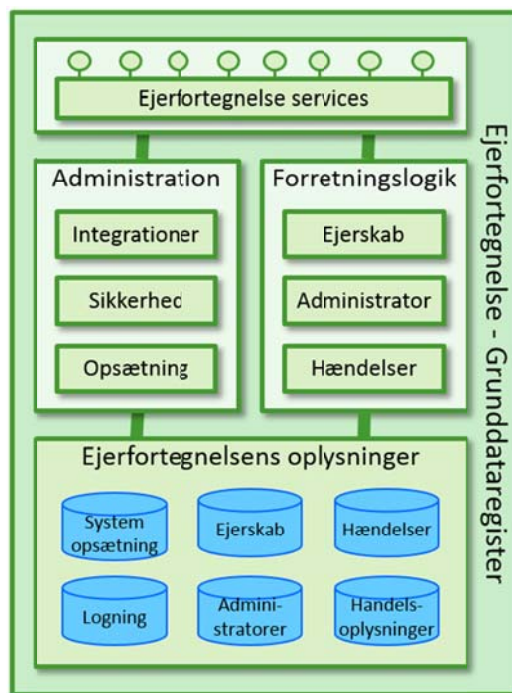 Ejerfortegnelse services
Administration
Integrationer
Sikkerhed
Opsætning
Forretningslogik
Ejerskab
Administrator
Hændelser
Ejerfortegnelsens oplysninger
System
opsætning
Ejerskab
Hændelser
Logning
Admini-
stratorer
Handels-
oplysninger
Ejerfortegnelse - Grunddataregister